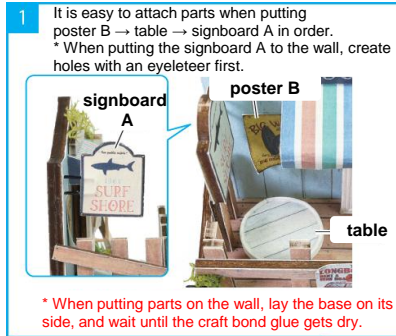 1
It is easy to attach parts when putting
poster B → table → signboard A in order.
* When putting the signboard A to the wall, create
holes with an eyeleteer first.
signboard
A
poster B
SURF
SHORE
table
* When putting parts on the wall, lay the base on its
side, and wait until the craft bond glue gets dry.